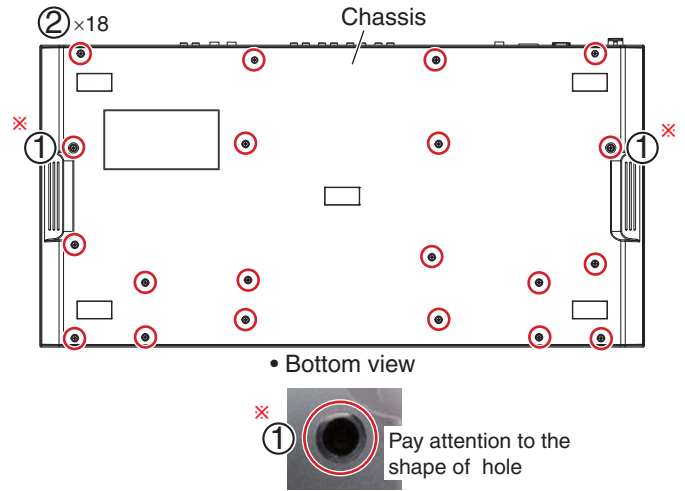 ② ×18
Chassis
※
①
※
①
• Bottom view
※
①
Pay attention to the
shape of hole